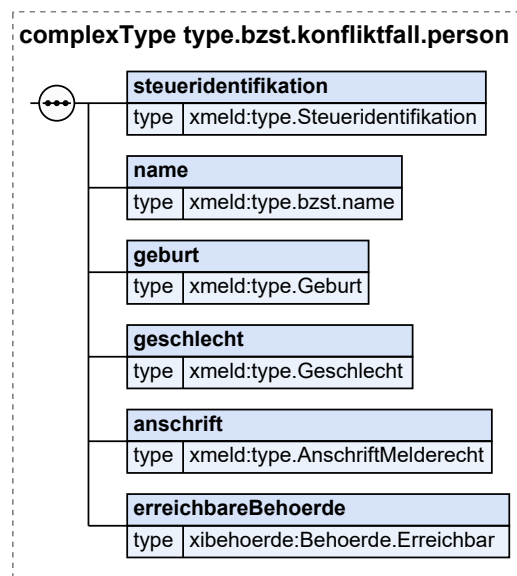 complexType type.bzst.konfliktfall.person
steueridentifikation
type xmeld:type.Steueridentifikation
name
type xmeld:type.bzst.name
geburt
type xmeld:type.Geburt
geschlecht
type xmeld:type.Geschlecht
anschrift
type xmeld:type.AnschriftMelderecht
erreichbareBehoerde
type xibehoerde:Behoerde.Erreichbar